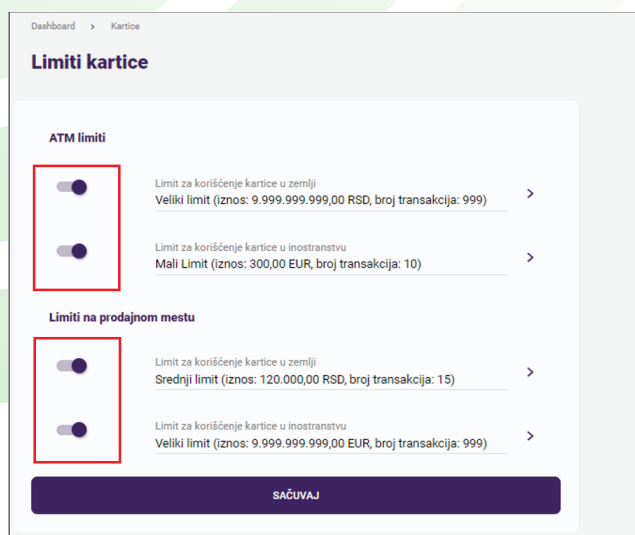 Dashboard > Kartice
Limiti kartice
ATM limiti
Limit za korišćenje kartice u zemlji
Veliki limit (iznos: 9.999.999.999,00 RSD, broj transakcija: 999)
Limit za korišćenje kartice u inostranstvu
Mali Limit (iznos: 300,00 EUR, broj transakcija: 10)
Limiti na prodajnom mestu
Limit za korišćenje kartice u zemlji
Srednji limit (iznos: 120.000,00 RSD, broj transakcija: 15)
Limit za korišćenje kartice u inostranstvu
Veliki limit (iznos: 9.999.999.999,00 EUR, broj transakcija: 999)
SAČUVAJ